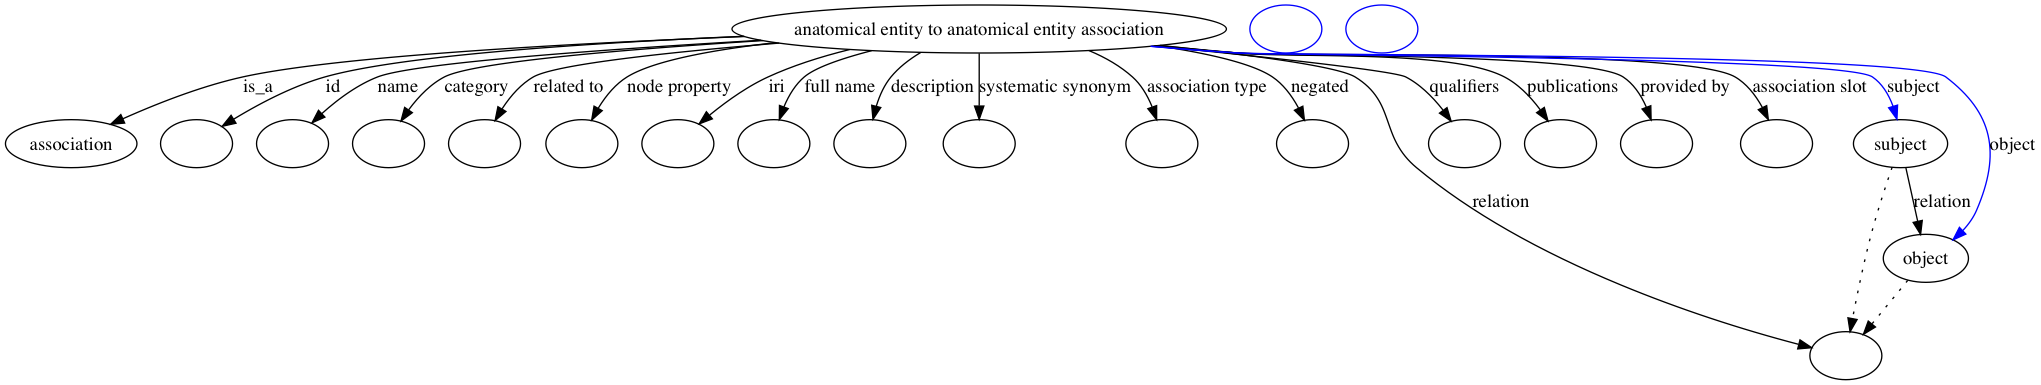 anatomical entity to anatomical entity association
is_a
id
name
category
related to
node property
iri
full name
description
systematic synonym
association type
negated
qualifiers
publications
provided by
association slot
subject
association
subject
object
relation
relation
object